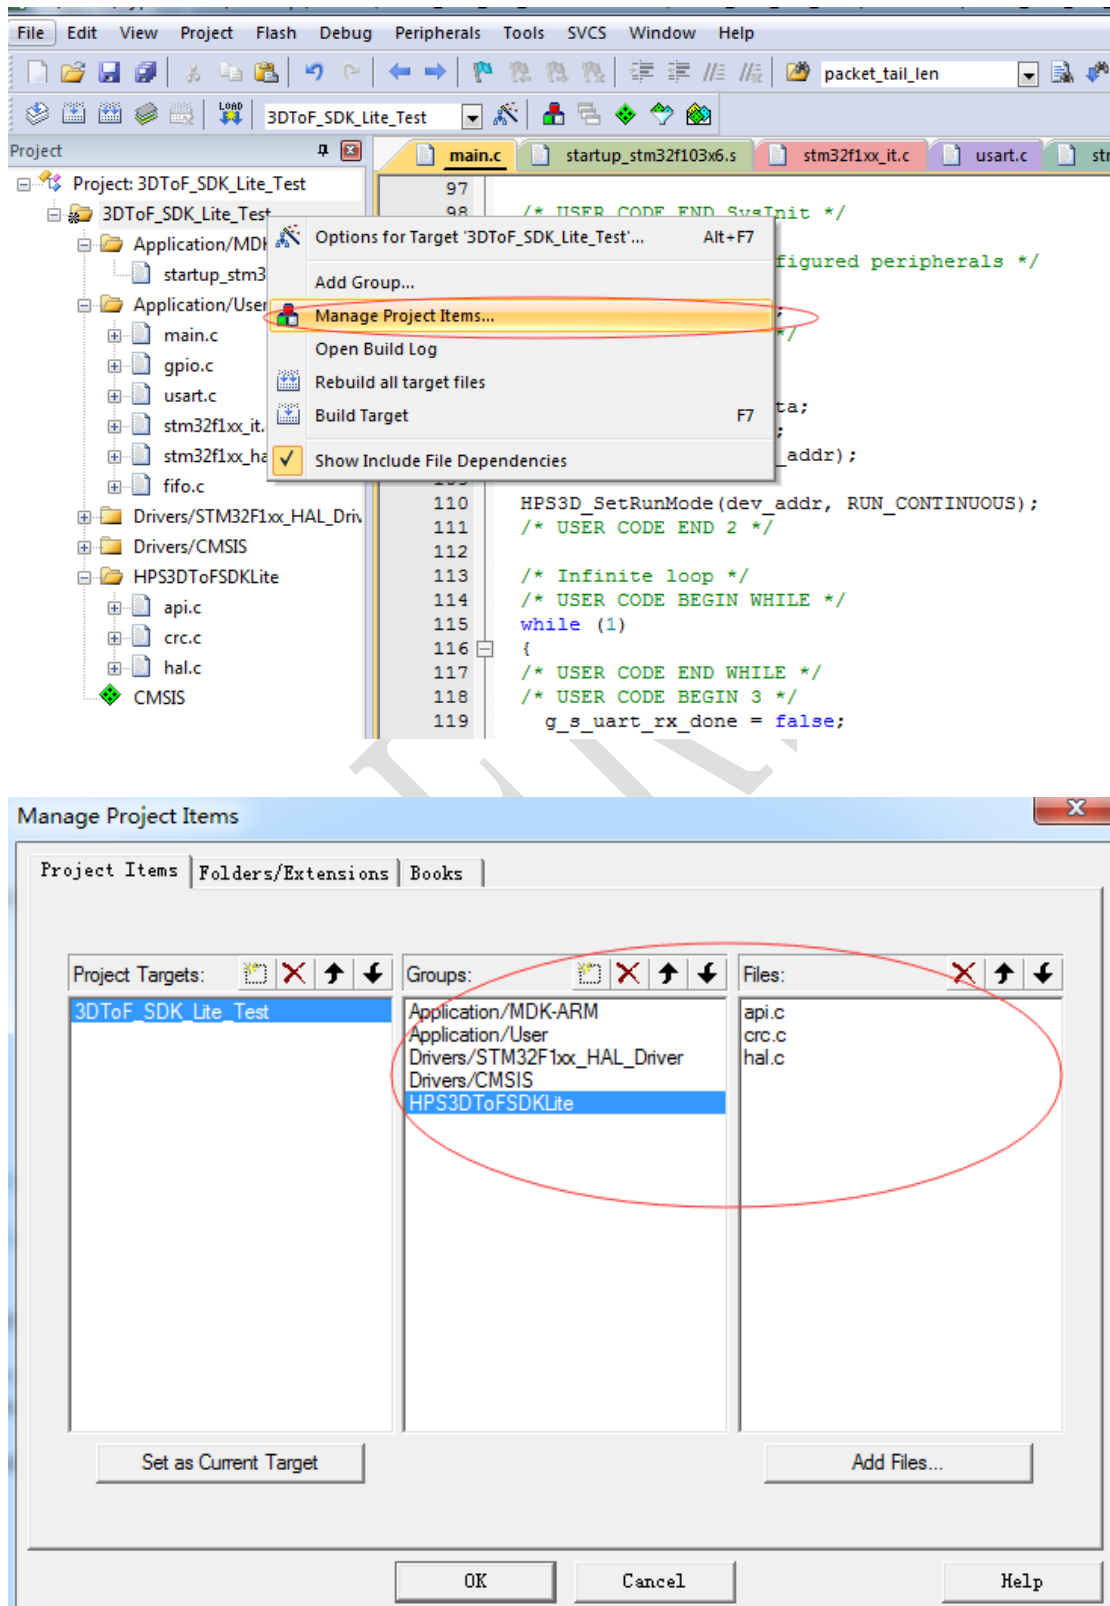 File Edit View Project Flash Debug Peripherals Tools SVCS Window Help
packet_tail_len
LOAD 3DToF_SDK_Lite_Test
Project main.c startup_stm32f103x6.s stm32f1xx_it.c usart.c
Project: 3DToF_SDK_Lite_Test 97
3DToF_SDK_Lite_Test 98 /* USER CODE END SysInit */
Application/MDK Options for Target '3DToF_SDK_Lite_Test'... Alt+F7
figured peripherals */
startup_stm3 Add Group...
Application/User Manage Project Items... ;
main.c */
Open Build Log
gpio.c Rebuild all target files
usart.c Build Target F7 ta;
stm32f1xx_it. ;
stm32f1xx_ha Show Include File Dependencies _addr);
fifo.c 109
Drivers/STM32F1xx_HAL_Driv 110 HPS3D_SetRunMode(dev_addr, RUN_CONTINUOUS);
111 /* USER CODE END 2 */
Drivers/CMSIS 112
HPS3DToFSDKLite 113 /* Infinite loop */
api.c 114 /* USER CODE BEGIN WHILE */
115 while (1)
crc.c 116 {
hal.c 117 /* USER CODE END WHILE */
CMSIS 118 /* USER CODE BEGIN 3 */
119 g_s_uart_rx_done = false;
Manage Project Items
Project Items Folders/Extensions Books
Project Targets: Groups: Files:
3DToF_SDK_Lite_Test Application/MDK-ARM api.c
Application/User crc.c
Drivers/STM32F1xx_HAL_Driver hal.c
Drivers/CMSIS
HPS3DToFSDKLite
Set as Current Target Add Files...
OK Cancel Help